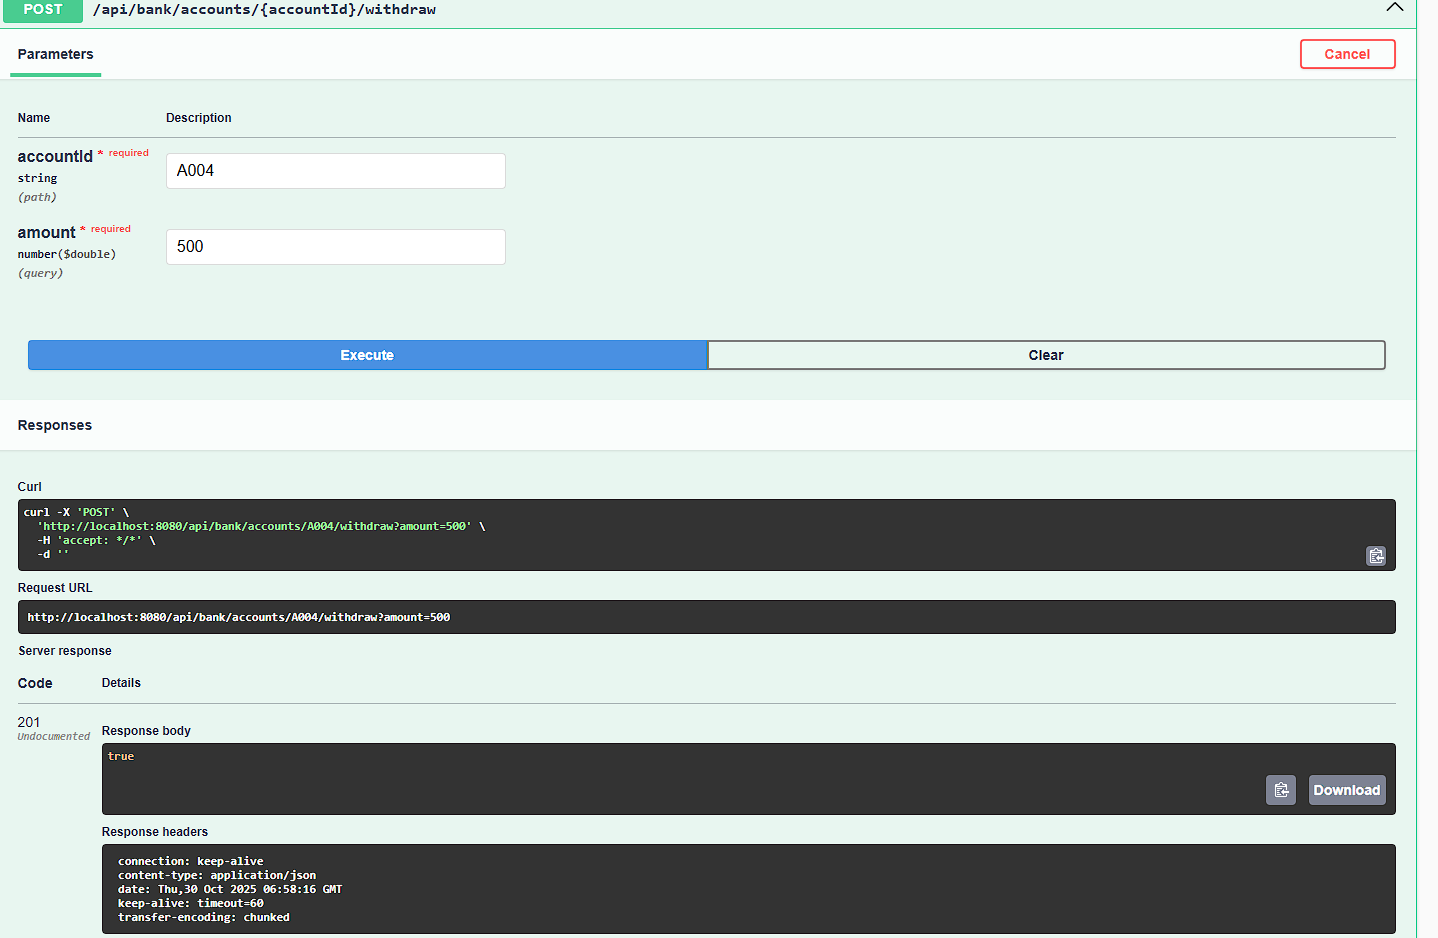 POST /api/bank/accounts/{accountId}/withdraw
Parameters
Cancel
Name Description
accountId * required
string
(path)
A004
amount * required
number($double)
(query)
500
Execute Clear
Responses
Curl
curl -X 'POST' \
'http://localhost:8080/api/bank/accounts/A004/withdraw?amount=500' \
-H 'accept: */*' \
-d ''
Request URL
http://localhost:8080/api/bank/accounts/A004/withdraw?amount=500
Server response
Code Details
201
Undocumented
Response body
true
Download
Response headers
connection: keep-alive
content-type: application/json
date: Thu,30 Oct 2025 06:58:16 GMT
keep-alive: timeout=60
transfer-encoding: chunked